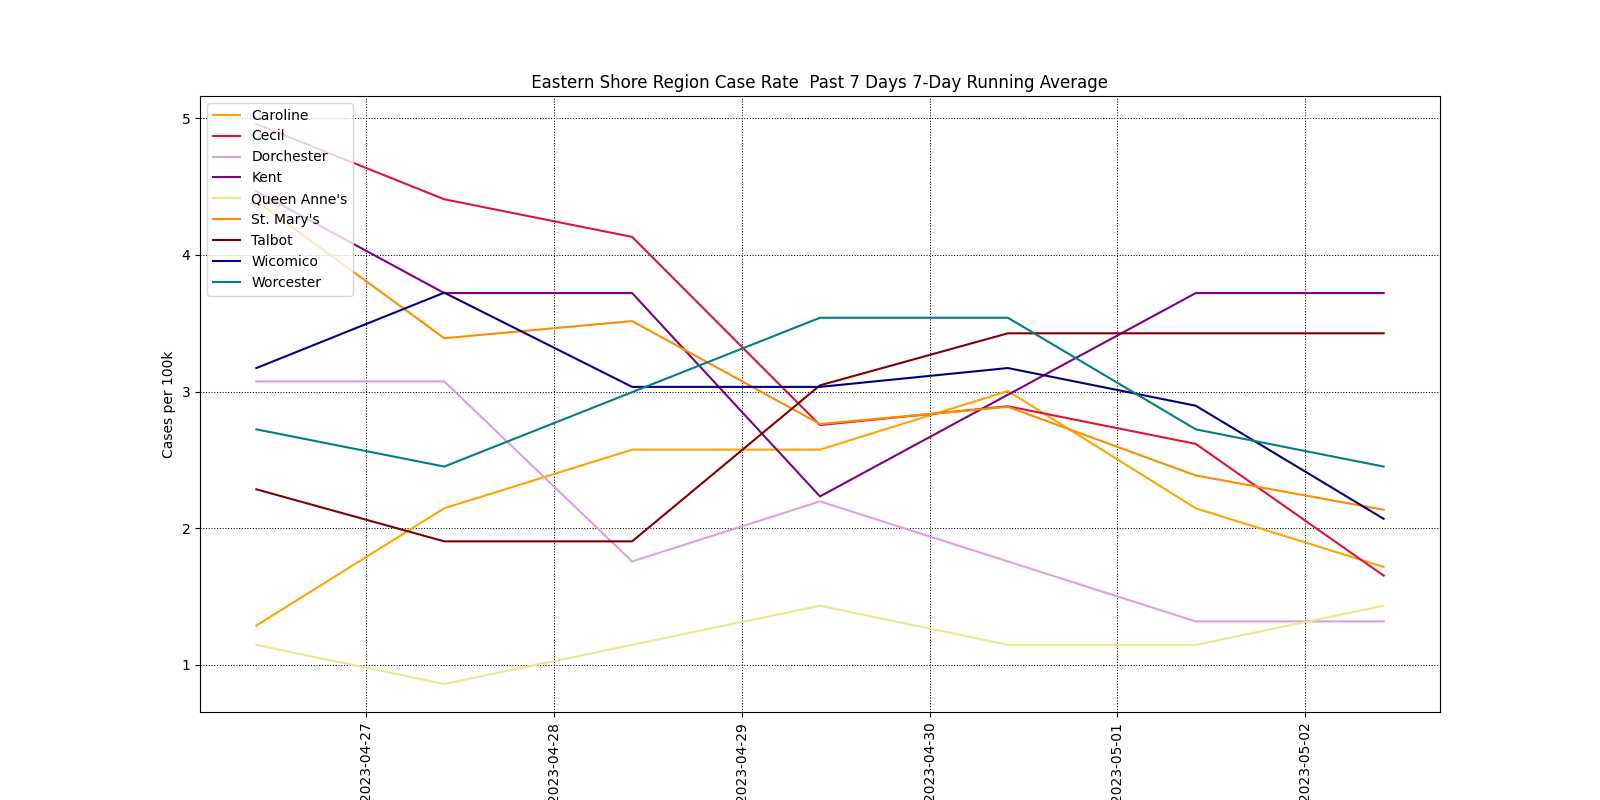 Eastern Shore Region Case Rate  Past 7 Days 7-Day Running Average
Caroline
Cecil
Dorchester
Kent
Queen Anne's
St. Mary's
Talbot
Wicomico
Worcester
Cases per 100k
5
4
3
2
1
2023-04-27
2023-04-28
2023-04-29
2023-04-30
2023-05-01
2023-05-02